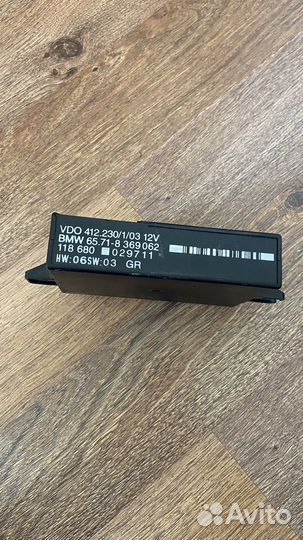 VDO 412.230/1/03 12V
BMW 65.71-8 369 062
118 680 029711
HW:06SW:03 GR
Avito